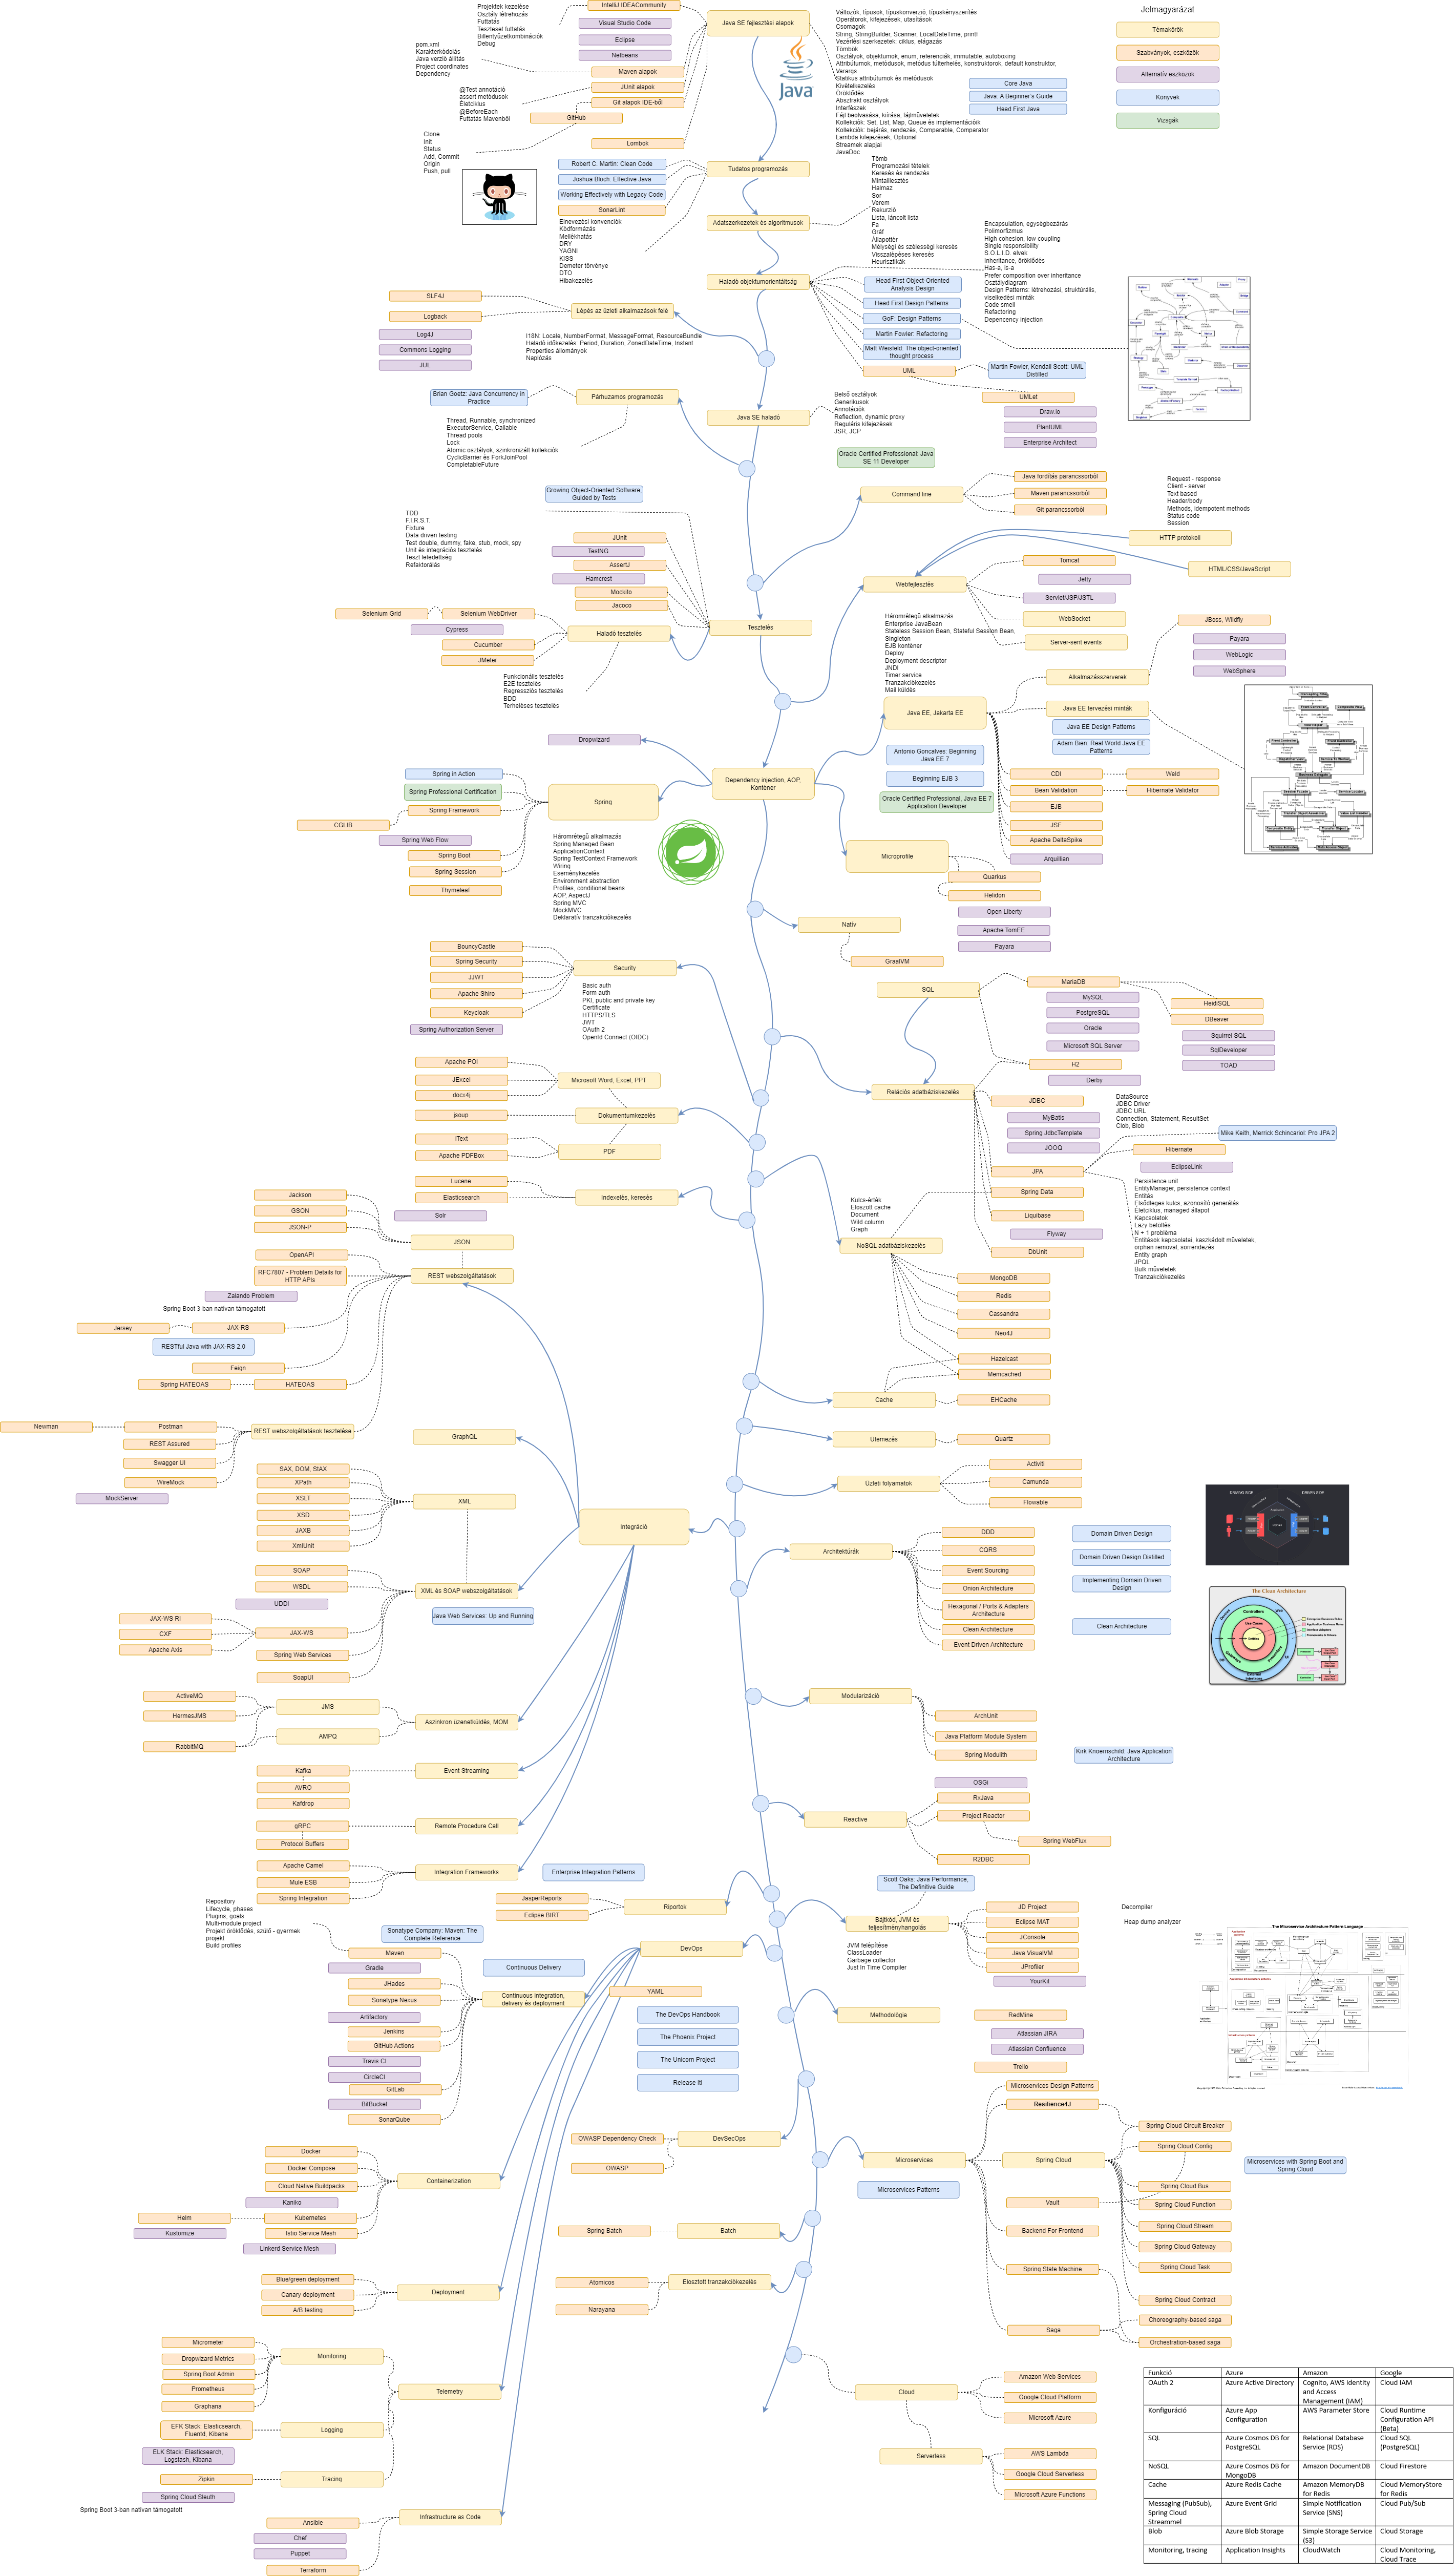 Jelmagyarázat
Témakörök
Szabványok, eszközök
Alternatív eszközök
Könyvek
Vizsgák
Java SE fejlesztési alapok
Java
IntelliJ IDEACommunity
Projektek kezelése
Osztály létrehozás
Futtatás
Teszteset futtatás
Billentyűzetkombinációk
Debug
Visual Studio Code
Eclipse
Netbeans
pom.xml
Karakterkódolás
Java verzió állítás
Project coordinates
Dependency
Maven alapok
JUnit alapok
@Test annotáció
assert metódusok
Életciklus
@BeforeEach
Futtatás Mavenből
Git alapok IDE-ből
GitHub
Clone
Init
Status
Add, Commit
Origin
Push, pull
Lombok
Változók, típusok, típuskonverzió, típuskényszerítés
Operátorok, kifejezések, utasítások
Csomagok
String, StringBuilder, Scanner, LocalDateTime, printf
Vezérlési szerkezetek: ciklus, elágazás
Tömbök
Osztályok, objektumok, enum, referenciák, immutable, autoboxing
Attribútumok, metódusok, metódus túlterhelés, konstruktorok, default konstruktor,
Varargs
Statikus attribútumok és metódusok
Kivételkezelés
Öröklődés
Absztrakt osztályok
Interfészek
Fájl beolvasása, kiírása, fájlműveletek
Kollekciók: Set, List, Map, Queue és implementációik
Kollekciók: bejárás, rendezés, Comparable, Comparator
Lambda kifejezések, Optional
Streamek alapjai
JavaDoc
Core Java
Java: A Beginner's Guide
Head First Java
Tudatos programozás
Robert C. Martin: Clean Code
Joshua Bloch: Effective Java
Working Effectively with Legacy Code
SonarLint
Elnevezési konvenciók
Kódformázás
Mellékhatás
DRY
YAGNI
KISS
Demeter törvénye
DTO
Hibakezelés
Adatszerkezetek és algoritmusok
Tömb
Programozási tételek
Keresés és rendezés
Mintaillesztés
Halmaz
Sor
Verem
Rekurzió
Lista, láncolt lista
Fa
Gráf
Állapottér
Mélységi és szélességi keresés
Visszalépéses keresés
Heurisztikák
Haladó objektumorientáltság
Encapsulation, egységbezárás
Polimorfizmus
High cohesion, low coupling
Single responsibility
S.O.L.I.D. elvek
Inheritance, öröklődés
Has-a, is-a
Prefer composition over inheritance
Osztálydiagram
Design Patterns: létrehozási, struktúrális,
viselkedési minták
Code smell
Refactoring
Depencency injection
Head First Object-Oriented
Analysis Design
Head First Design Patterns
GoF: Design Patterns
Martin Fowler: Refactoring
Matt Weisfeld: The object-oriented
thought process
UML
Martin Fowler, Kendall Scott: UML
Distilled
UMLet
Draw.io
PlantUML
Enterprise Architect
Lépés az üzleti alkalmazások felé
SLF4J
Logback
Log4J
Commons Logging
JUL
I18N: Locale, NumberFormat, MessageFormat, ResourceBundle
Haladó időkezelés: Period, Duration, ZonedDateTime, Instant
Properties állományok
Naplózás
Java SE haladó
Belső osztályok
Generikusok
Annotációk
Reflection, dynamic proxy
Reguláris kifejezések
JSR, JCP
Oracle Certified Professional: Java
SE 11 Developer
Párhuzamos programozás
Brian Goetz: Java Concurrency in
Practice
Thread, Runnable, synchronized
ExecutorService, Callable
Thread pools
Lock
Atomic osztályok, szinkronizált kollekciók
CyclicBarrier és ForkJoinPool
CompletableFuture
Command line
Java fordítás parancssorból
Maven parancssorból
Git parancssorból
Request - response
Client - server
Text based
Header/body
Methods, idempotent methods
Status code
Session
HTTP protokoll
HTML/CSS/JavaScript
Tesztelés
Growing Object-Oriented Software,
Guided by Tests
TDD
F.I.R.S.T.
Fixture
Data driven testing
Test double, dummy, fake, stub, mock, spy
Unit és integrációs tesztelés
Teszt lefedettség
Refaktorálás
JUnit
TestNG
AssertJ
Hamcrest
Mockito
Jacoco
Haladó tesztelés
Selenium Grid
Selenium WebDriver
Cypress
Cucumber
JMeter
Funkcionális tesztelés
E2E tesztelés
Regressziós tesztelés
BDD
Terheléses tesztelés
Webfejlesztés
Tomcat
Jetty
Servlet/JSP/JSTL
WebSocket
Server-sent events
Háromrétegű alkalmazás
Enterprise JavaBean
Stateless Session Bean, Stateful Session Bean,
Singleton
EJB konténer
Deploy
Deployment descriptor
JNDI
Timer service
Tranzakciókezelés
Mail küldés
Java EE, Jakarta EE
Alkalmazásszerverek
JBoss, Wildfly
Payara
WebLogic
WebSphere
Java EE tervezési minták
Java EE Design Patterns
Adam Bien: Real World Java EE
Patterns
Antonio Goncalves: Beginning
Java EE 7
Beginning EJB 3
Oracle Certified Professional, Java EE 7
Application Developer
CDI
Weld
Bean Validation
Hibernate Validator
EJB
JSF
Apache DeltaSpike
Arquillian
Dependency injection, AOP,
Konténer
Dropwizard
Spring
Spring in Action
Spring Professional Certification
Spring Framework
CGLIB
Spring Web Flow
Spring Boot
Spring Session
Thymeleaf
Háromrétegű alkalmazás
Spring Managed Bean
ApplicationContext
Spring TestContext Framework
Wiring
Eseménykezelés
Environment abstraction
Profiles, conditional beans
AOP, AspectJ
Spring MVC
MockMVC
Deklaratív tranzakciókezelés
Microprofile
Quarkus
Helidon
Open Liberty
Apache TomEE
Payara
Natív
GraalVM
Security
BouncyCastle
Spring Security
JJWT
Apache Shiro
Keycloak
Spring Authorization Server
Basic auth
Form auth
PKI, public and private key
Certificate
HTTPS/TLS
JWT
OAuth 2
OpenId Connect (OIDC)
SQL
MariaDB
MySQL
PostgreSQL
Oracle
Microsoft SQL Server
H2
Derby
HeidiSQL
DBeaver
Squirrel SQL
SqlDeveloper
TOAD
Relációs adatbáziskezelés
JDBC
MyBatis
Spring JdbcTemplate
JOOQ
DataSource
JDBC Driver
JDBC URL
Connection, Statement, ResultSet
Clob, Blob
JPA
Mike Keith, Merrick Schincariol: Pro JPA 2
Hibernate
EclipseLink
Spring Data
Liquibase
Flyway
DbUnit
Persistence unit
EntityManager, persistence context
Entitás
Elsődleges kulcs, azonosító generálás
Életciklus, managed állapot
Kapcsolatok
Lazy betöltés
N + 1 probléma
Entitások kapcsolatai, kaszkádolt műveletek,
orphan removal, sorrendezés
Entity graph
JPQL
Bulk műveletek
Tranzakciókezelés
Dokumentumkezelés
Microsoft Word, Excel, PPT
Apache POI
JExcel
docx4j
jsoup
PDF
iText
Apache PDFBox
Indexelés, keresés
Lucene
Elasticsearch
Solr
Kulcs-érték
Eloszott cache
Document
Wild column
Graph
NoSQL adatbáziskezelés
MongoDB
Redis
Cassandra
Neo4J
Hazelcast
Memcached
Cache
EHCache
Ütemezés
Quartz
Üzleti folyamatok
Activiti
Camunda
Flowable
JSON
Jackson
GSON
JSON-P
REST webszolgáltatások
OpenAPI
RFC7807 - Problem Details for
HTTP APIs
Zalando Problem
Spring Boot 3-ban natívan támogatott
Jersey
JAX-RS
RESTful Java with JAX-RS 2.0
Feign
Spring HATEOAS
HATEOAS
REST webszolgáltatások tesztelése
Newman
Postman
REST Assured
Swagger UI
WireMock
MockServer
GraphQL
Integráció
XML
SAX, DOM, StAX
XPath
XSLT
XSD
JAXB
XmlUnit
XML és SOAP webszolgáltatások
Java Web Services: Up and Running
SOAP
WSDL
UDDI
JAX-WS RI
CXF
Apache Axis
JAX-WS
Spring Web Services
SoapUI
Aszinkron üzenetküldés, MOM
JMS
ActiveMQ
HermesJMS
AMPQ
RabbitMQ
Event Streaming
Kafka
AVRO
Kafdrop
Remote Procedure Call
gRPC
Protocol Buffers
Integration Frameworks
Enterprise Integration Patterns
Apache Camel
Mule ESB
Spring Integration
Architektúrák
DDD
CQRS
Event Sourcing
Onion Architecture
Hexagonal / Ports & Adapters
Architecture
Clean Architecture
Event Driven Architecture
Domain Driven Design
Domain Driven Design Distilled
Implementing Domain Driven
Design
Clean Architecture
The Clean Architecture
Modularizáció
ArchUnit
Java Platform Module System
Spring Modulith
Kirk Knoernschild: Java Application
Architecture
OSGi
Reactive
RxJava
Project Reactor
Spring WebFlux
R2DBC
Riportok
JasperReports
Eclipse BIRT
Scott Oaks: Java Performance,
The Definitive Guide
Bájtkód, JVM és
teljesítményhangolás
JVM felépítése
ClassLoader
Garbage collector
Just In Time Compiler
JD Project
Decompiler
Eclipse MAT
Heap dump analyzer
JConsole
Java VisualVM
JProfiler
YourKit
The Microservice Architecture Pattern Language
DevOps
YAML
The DevOps Handbook
The Phoenix Project
The Unicorn Project
Release It!
Continuous Delivery
Continuous integration,
delivery és deployment
Repository
Lifecycle, phases
Plugins, goals
Multi-module project
Projekt öröklődés, szülő - gyermek
projekt
Build profiles
Sonatype Company: Maven: The
Complete Reference
Maven
Gradle
JHades
Sonatype Nexus
Artifactory
Jenkins
GitHub Actions
Travis CI
CircleCI
GitLab
BitBucket
SonarQube
Methodológia
RedMine
Atlassian JIRA
Atlassian Confluence
Trello
DevSecOps
OWASP Dependency Check
OWASP
Microservices
Microservices Patterns
Microservices Design Patterns
Resilience4J
Spring Cloud
Spring Cloud Circuit Breaker
Spring Cloud Config
Microservices with Spring Boot and
Spring Cloud
Spring Cloud Bus
Vault
Spring Cloud Function
Spring Cloud Stream
Backend For Frontend
Spring Cloud Gateway
Spring Cloud Task
Spring State Machine
Spring Cloud Contract
Saga
Choreography-based saga
Orchestration-based saga
Containerization
Docker
Docker Compose
Cloud Native Buildpacks
Kaniko
Helm
Kubernetes
Kustomize
Istio Service Mesh
Linkerd Service Mesh
Batch
Spring Batch
Elosztott tranzakciókezelés
Atomicos
Narayana
Deployment
Blue/green deployment
Canary deployment
A/B testing
Telemetry
Monitoring
Micrometer
Dropwizard Metrics
Spring Boot Admin
Prometheus
Graphana
Logging
EFK Stack: Elasticsearch,
Fluentd, Kibana
ELK Stack: Elasticsearch,
Logstash, Kibana
Tracing
Zipkin
Spring Cloud Sleuth
Spring Boot 3-ban natívan támogatott
Infrastructure as Code
Ansible
Chef
Puppet
Terraform
Cloud
Amazon Web Services
Google Cloud Platform
Microsoft Azure
Serverless
AWS Lambda
Google Cloud Serverless
Microsoft Azure Functions
Funkció Azure Amazon Google
OAuth 2 Azure Active Directory Cognito, AWS Identity and Access Management (IAM) Cloud IAM
Konfiguráció Azure App Configuration AWS Parameter Store Cloud Runtime Configuration API (Beta)
SQL Azure Cosmos DB for PostgreSQL Relational Database Service (RDS) Cloud SQL (PostgreSQL)
NoSQL Azure Cosmos DB for MongoDB Amazon DocumentDB Cloud Firestore
Cache Azure Redis Cache Amazon MemoryDB for Redis Cloud MemoryStore for Redis
Messaging (PubSub), Spring Cloud Streammel Azure Event Grid Simple Notification Service (SNS) Cloud Pub/Sub
Blob Azure Blob Storage Simple Storage Service (S3) Cloud Storage
Monitoring, tracing Application Insights CloudWatch Cloud Monitoring, Cloud Trace